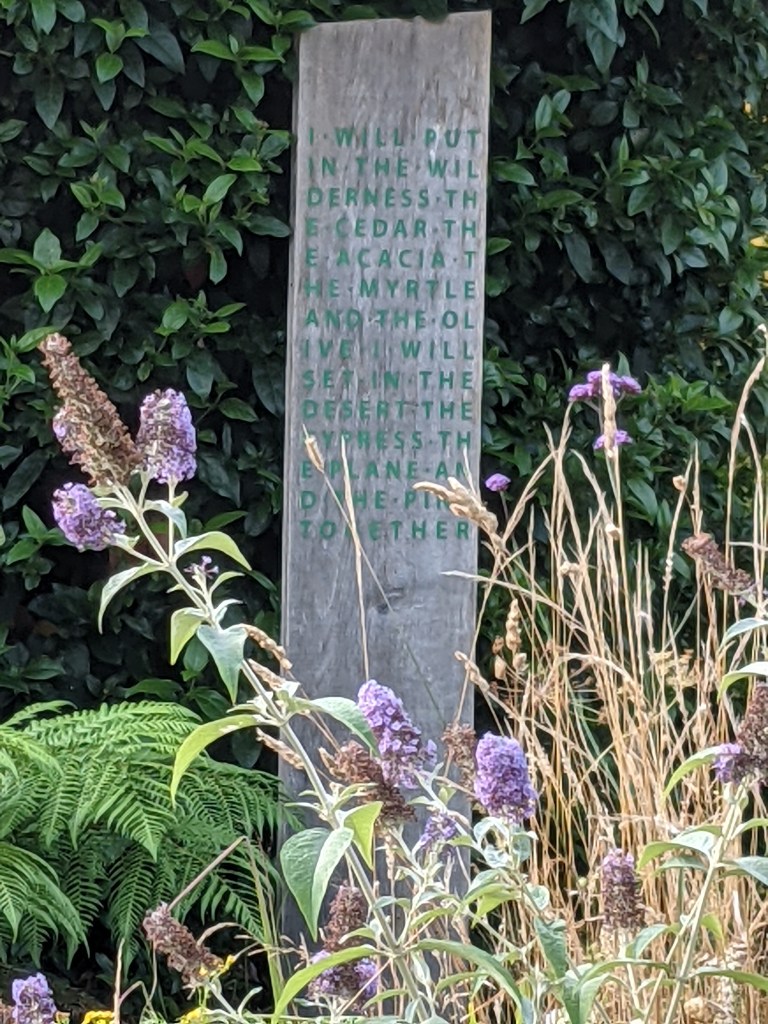 I·WILL·PUT
IN·THE·WIL
DERNESS·TH
E·CEDAR·TH
E·ACACIA·T
HE·MYRTLE
AND·THE·OL
IVE·I·WILL
SET·IN·THE
DESERT·THE
CYPRESS·TH
E·PLANE·AN
D·THE·PINE
TOGETHER